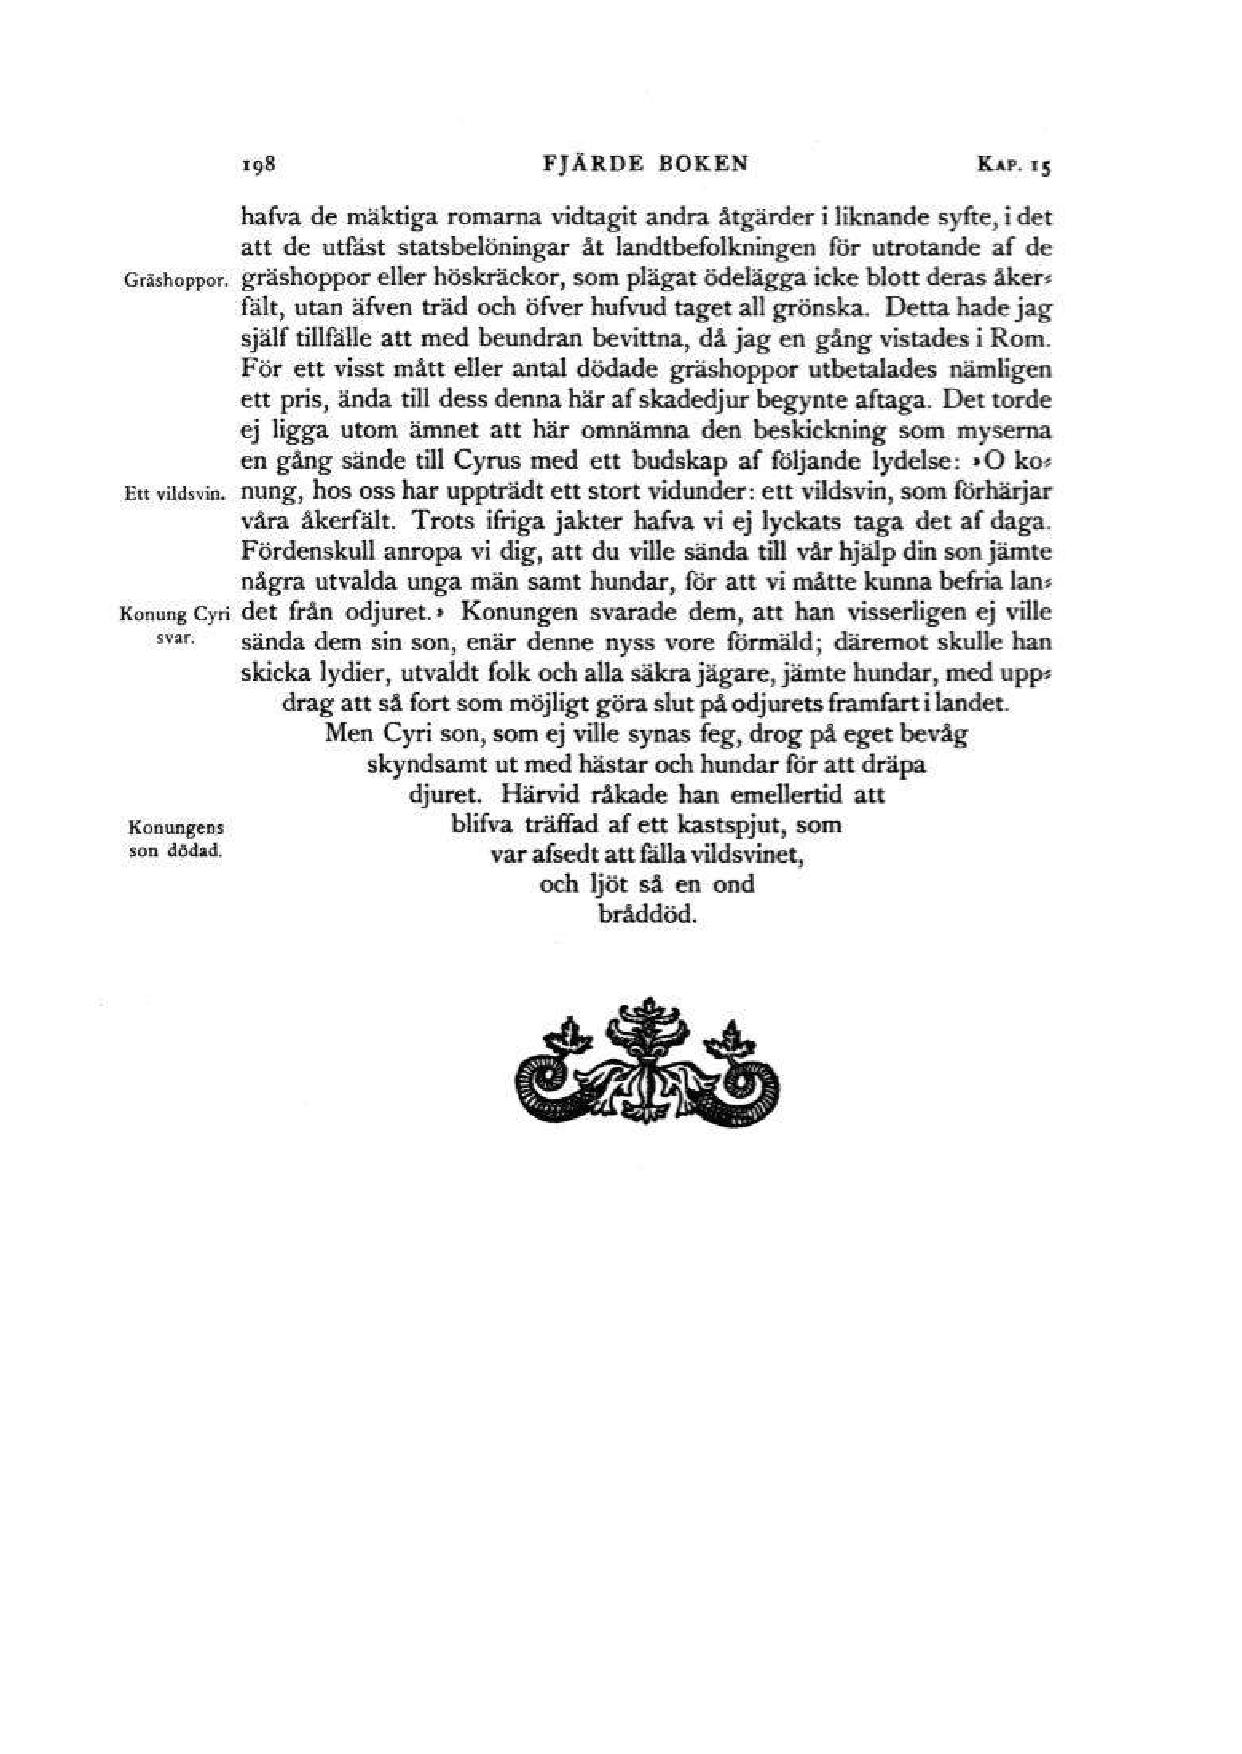 198 FJÄRDE BOKEN KAP. 15
hafva de mäktiga romarna vidtagit andra åtgärder i liknande syfte, i det
att de utfäst statsbelöningar åt landtbefolkningen för utrotande af de
Gräshoppor. gräshoppor eller höskräckor, som plägat ödelägga icke blott deras åker-
fält, utan äfven träd och öfver hufvud taget all grönska. Detta hade jag
själf tillfälle att med beundran bevittna, då jag en gång vistades i Rom.
För ett visst mått eller antal dödade gräshoppor utbetalades nämligen
ett pris, ända till dess denna här af skadedjur begynte aftaga. Det torde
ej ligga utom ämnet att här omnämna den beskickning som myserna
en gång sände till Cyrus med ett budskap af följande lydelse: »O ko-
Ett vildsvin. nung, hos oss har uppträdt ett stort vidunder: ett vildsvin, som förhärjar
våra åkerfält. Trots ifriga jakter hafva vi ej lyckats taga det af daga.
Fördenskull anropa vi dig, att du ville sända till vår hjälp din son jämte
några utvalda unga män samt hundar, för att vi måtte kunna befria lan-
Konung Cyri det från odjuret.» Konungen svarade dem, att han visserligen ej ville
svar. sända dem sin son, enär denne nyss vore förmäld; däremot skulle han
skicka lydier, utvaldt folk och alla säkra jägare, jämte hundar, med upp-
drag att så fort som möjligt göra slut på odjurets framfart i landet.
Men Cyri son, som ej ville synas feg, drog på eget bevåg
skyndsamt ut med hästar och hundar för att dräpa
djuret. Härvid råkade han emellertid att
Konungens blifva träffad af ett kastspjut, som
son dödad. var afsedt att fälla vildsvinet,
och ljöt så en ond
bråddöd.